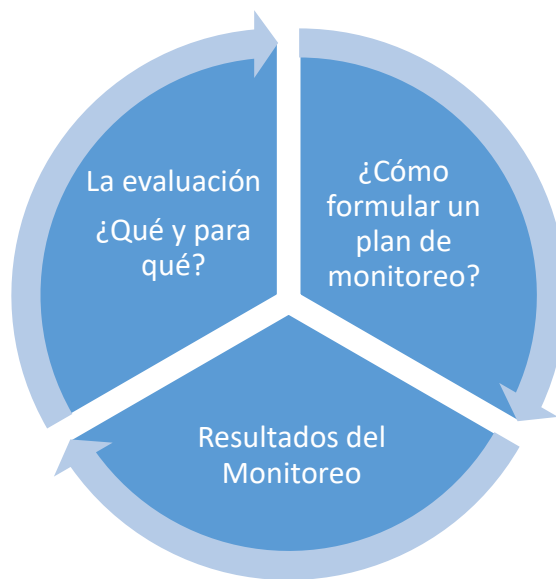 La evaluación
¿Qué y para
qué?
¿Cómo
formular un
plan de
monitoreo?
Resultados del
Monitoreo